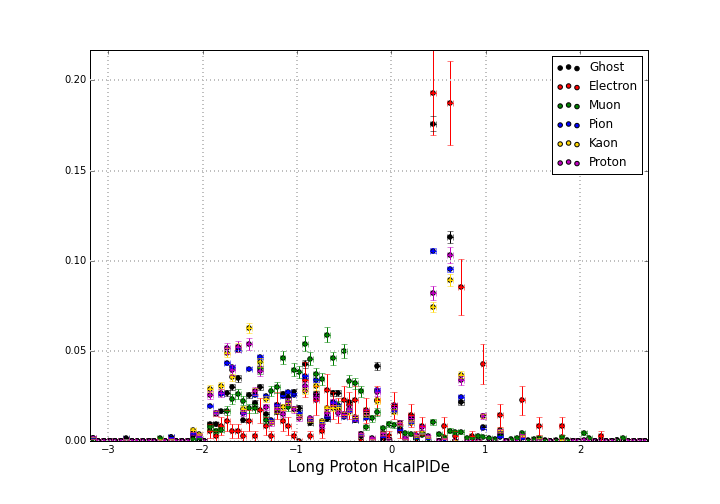 0.20
0.15
0.10
0.05
0.00
−3 −2 −1 0 1 2
Long Proton HcalPIDe
Ghost
Electron
Muon
Pion
Kaon
Proton